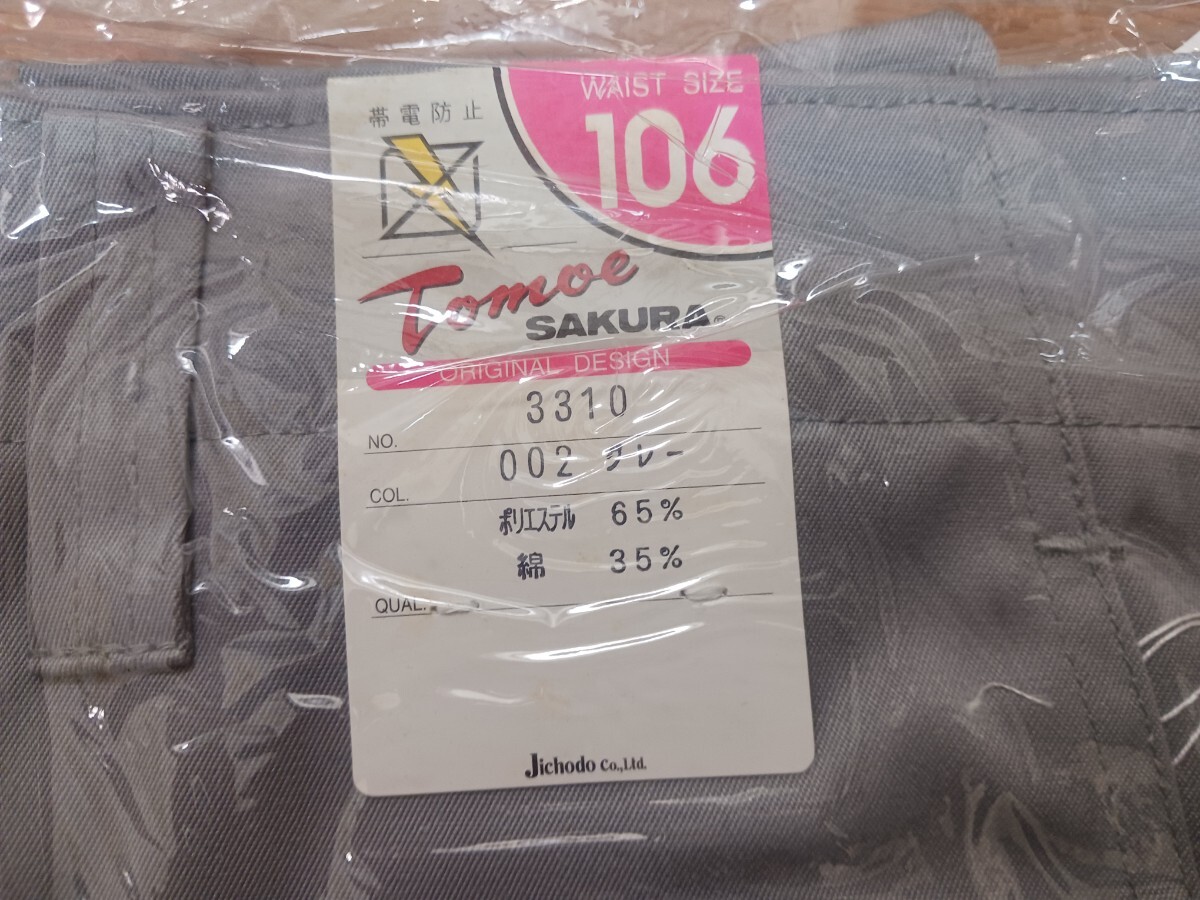 帯電防止
WAIST SIZE
106
Tomoe
SAKURA®
ORIGINAL DESIGN
NO. 3310
COL. 002 グレー
ポリエステル 65%
綿 35%
QUAL.
Jichodo Co.,Ltd.